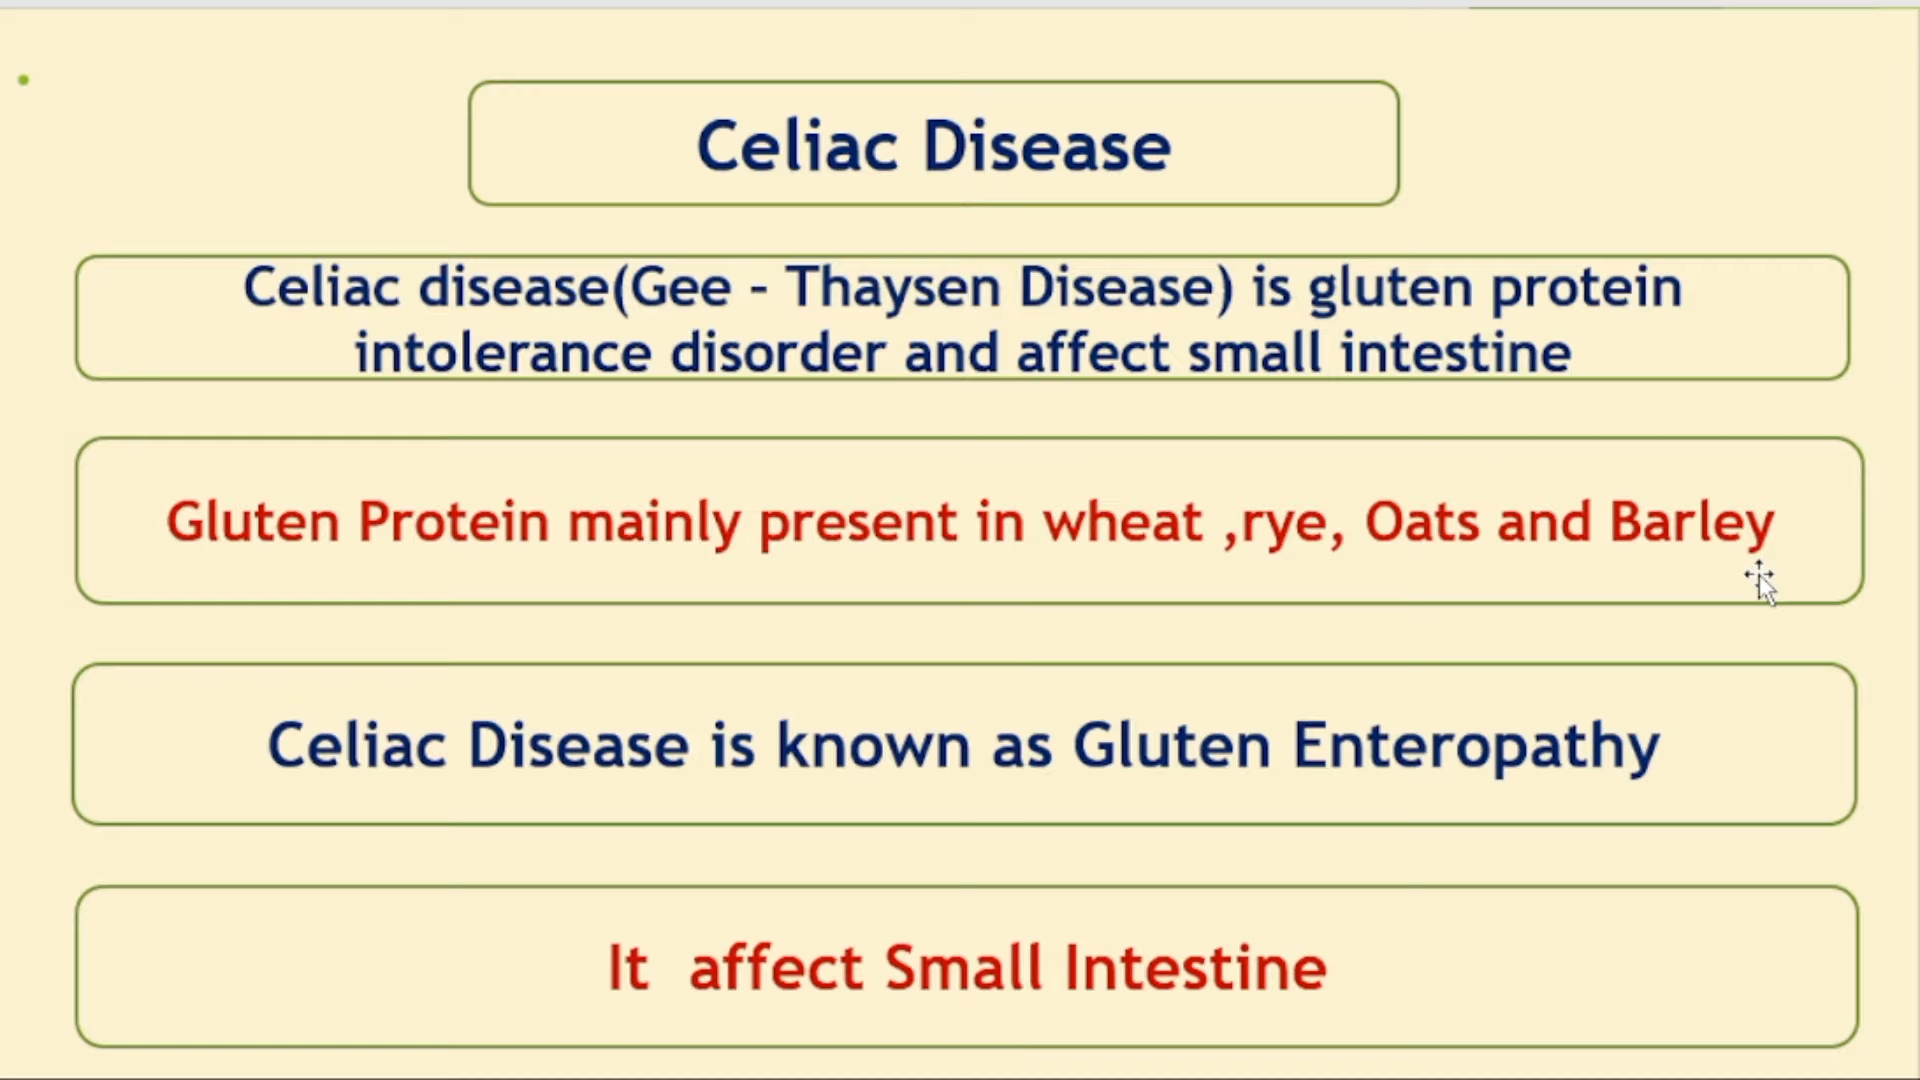 Celiac Disease
Celiac disease(Gee - Thaysen Disease) is gluten protein
intolerance disorder and affect small intestine
Gluten Protein mainly present in wheat ,rye, Oats and Barley
Celiac Disease is known as Gluten Enteropathy
It  affect Small Intestine